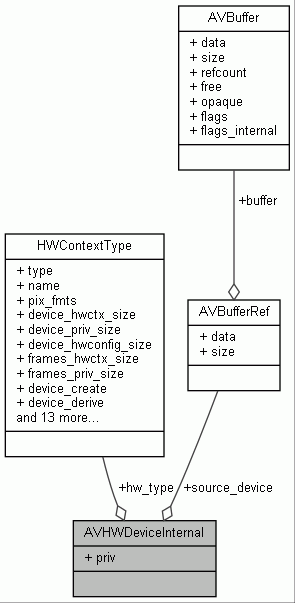 AVBuffer
+ data
+ size
+ refcount
+ free
+ opaque
+ flags
+ flags_internal
+buffer
HWContextType
+ type
+ name
+ pix_fmts
+ device_hwctx_size
+ device_priv_size
+ device_hwconfig_size
+ frames_hwctx_size
+ frames_priv_size
+ device_create
+ device_derive
and 13 more...
AVBufferRef
+ data
+ size
+hw_type
+source_device
AVHWDeviceInternal
+ priv